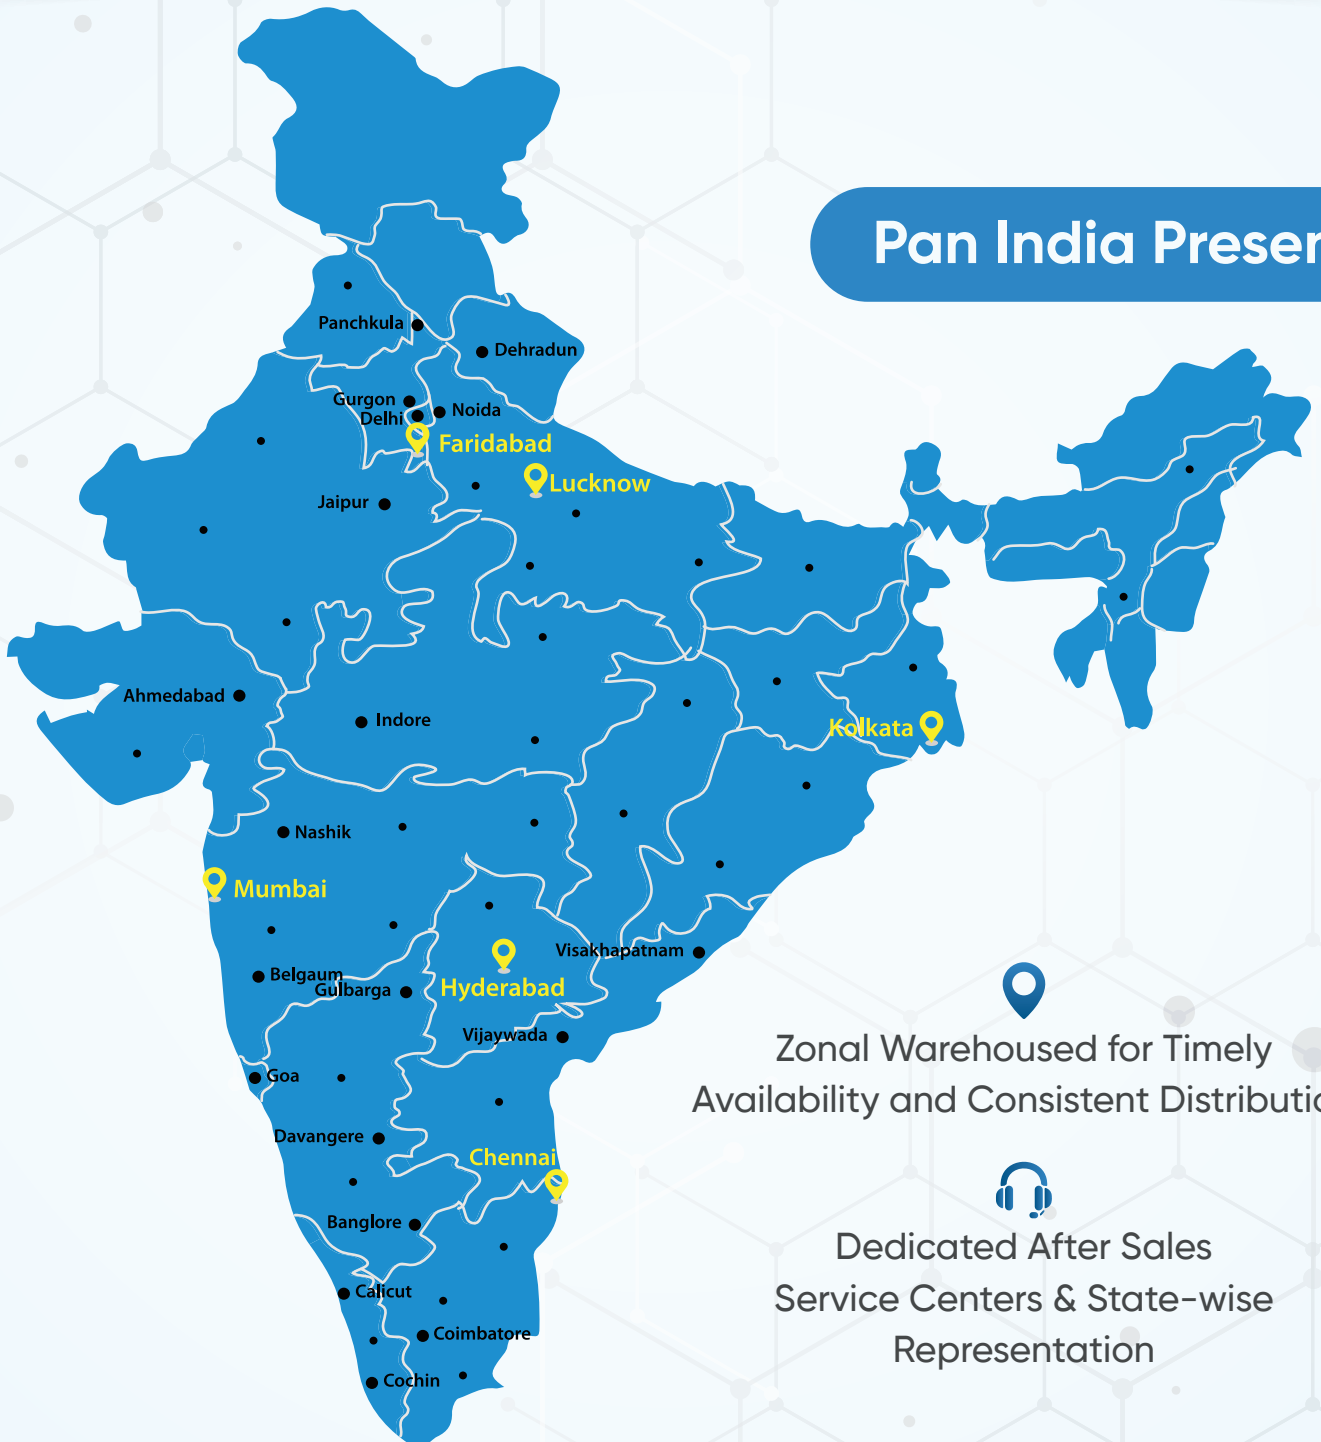 Pan India Presen
Panchkula
Dehradun
Gurgon
Delhi
Noida
Faridabad
Lucknow
Jaipur
Ahmedabad
Indore
Kolkata
Nashik
Mumbai
Visakhapatnam
Belgaum
Gulbarga
Hyderabad
Vijaywada
Goa
Davangere
Chennai
Banglore
Calicut
Coimbatore
Cochin
Zonal Warehoused for Timely
Availability and Consistent Distributio
Dedicated After Sales
Service Centers & State-wise
Representation